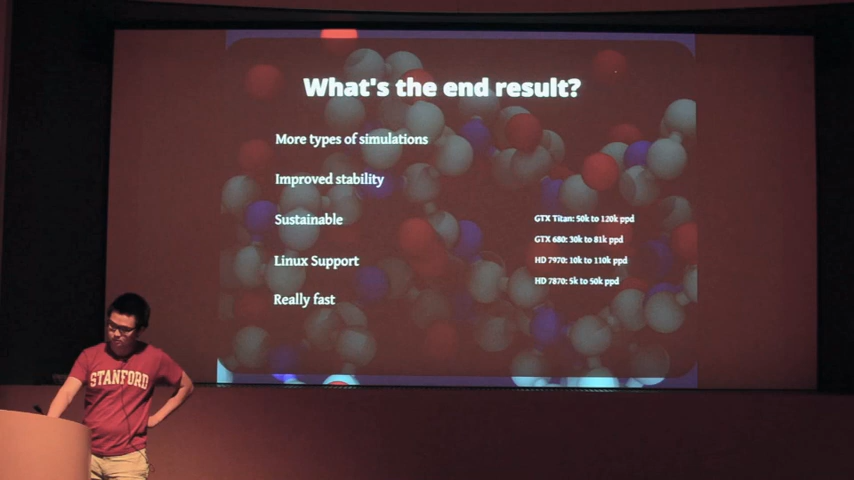 What's the end result?
More types of simulations
Improved stability
Sustainable
Linux Support
Really fast
GTX Titan: 50k to 120k ppd
GTX 680: 30k to 81k ppd
HD 7970: 10k to 110k ppd
HD 7870: 5k to 50k ppd
STANFORD